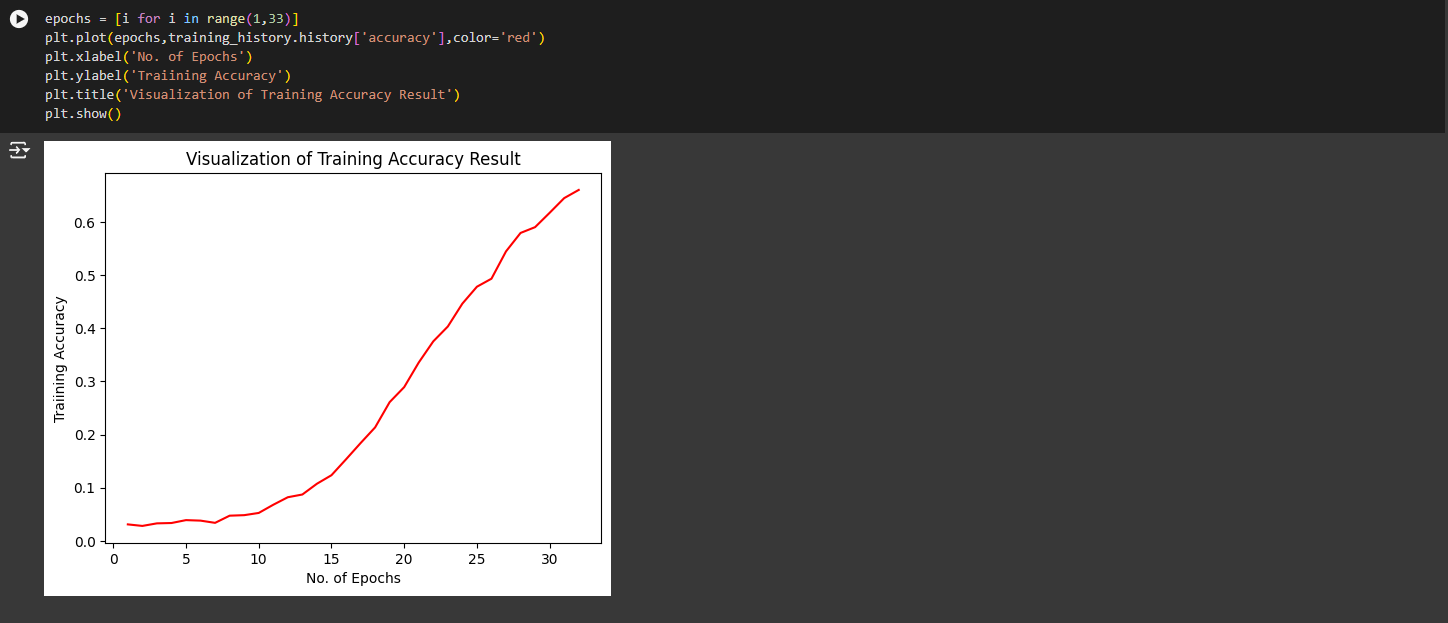 epochs = [i for i in range(1,33)]
plt.plot(epochs,training_history.history['accuracy'],color='red')
plt.xlabel('No. of Epochs')
plt.ylabel('Traiining Accuracy')
plt.title('Visualization of Training Accuracy Result')
plt.show()
Visualization of Training Accuracy Result
Traiining Accuracy
0.6
0.5
0.4
0.3
0.2
0.1
0.0
0 5 10 15 20 25 30
No. of Epochs